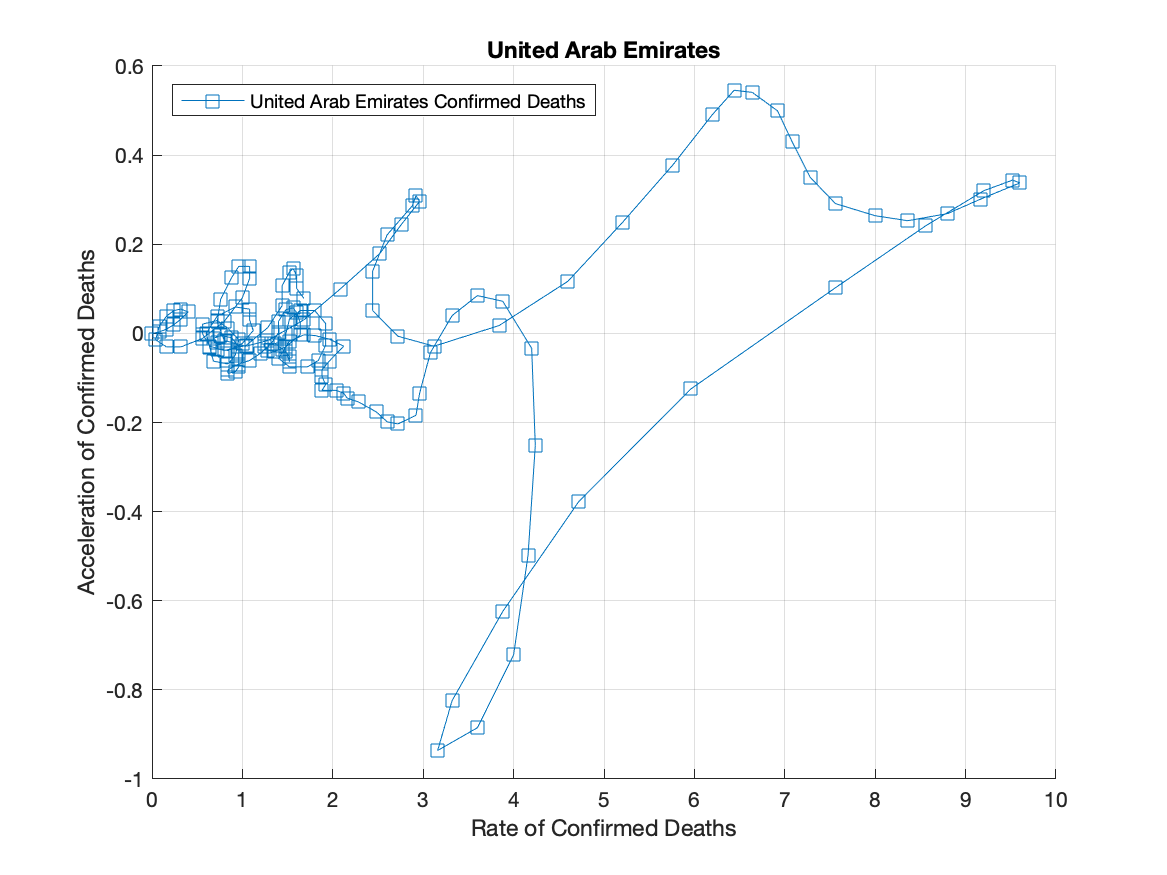 United Arab Emirates
United Arab Emirates Confirmed Deaths
0.6
0.4
0.2
0
-0.2
-0.4
-0.6
-0.8
-1
Acceleration of Confirmed Deaths
0 1 2 3 4 5 6 7 8 9 10
Rate of Confirmed Deaths